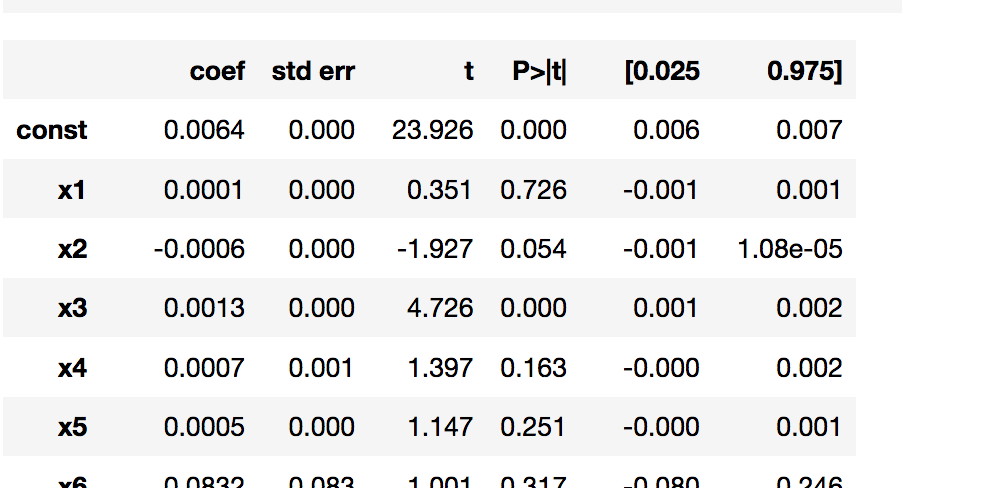 coef std err t P>|t| [0.025 0.975]
const 0.0064 0.000 23.926 0.000 0.006 0.007
x1 0.0001 0.000 0.351 0.726 -0.001 0.001
x2 -0.0006 0.000 -1.927 0.054 -0.001 1.08e-05
x3 0.0013 0.000 4.726 0.000 0.001 0.002
x4 0.0007 0.001 1.397 0.163 -0.000 0.002
x5 0.0005 0.000 1.147 0.251 -0.000 0.001
x6 0.0832 0.083 1.001 0.317 -0.080 0.246